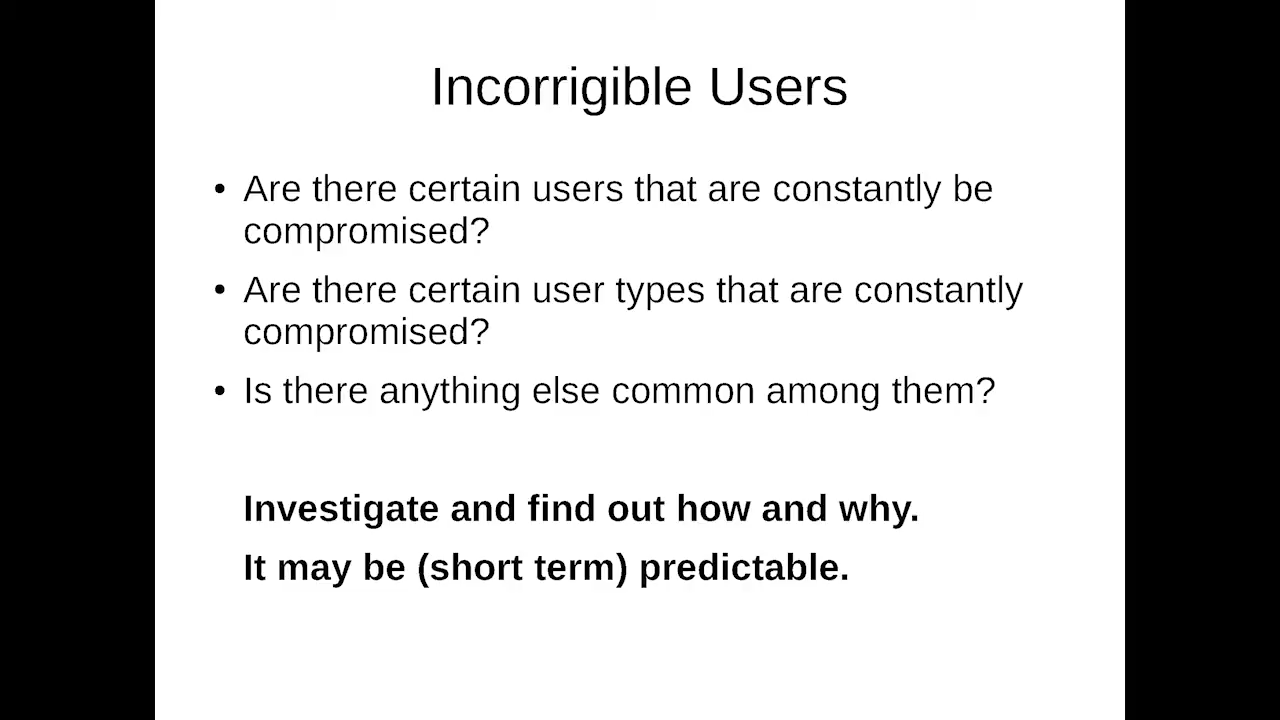 Incorrigible Users
• Are there certain users that are constantly be
compromised?
• Are there certain user types that are constantly
compromised?
• Is there anything else common among them?
Investigate and find out how and why.
It may be (short term) predictable.